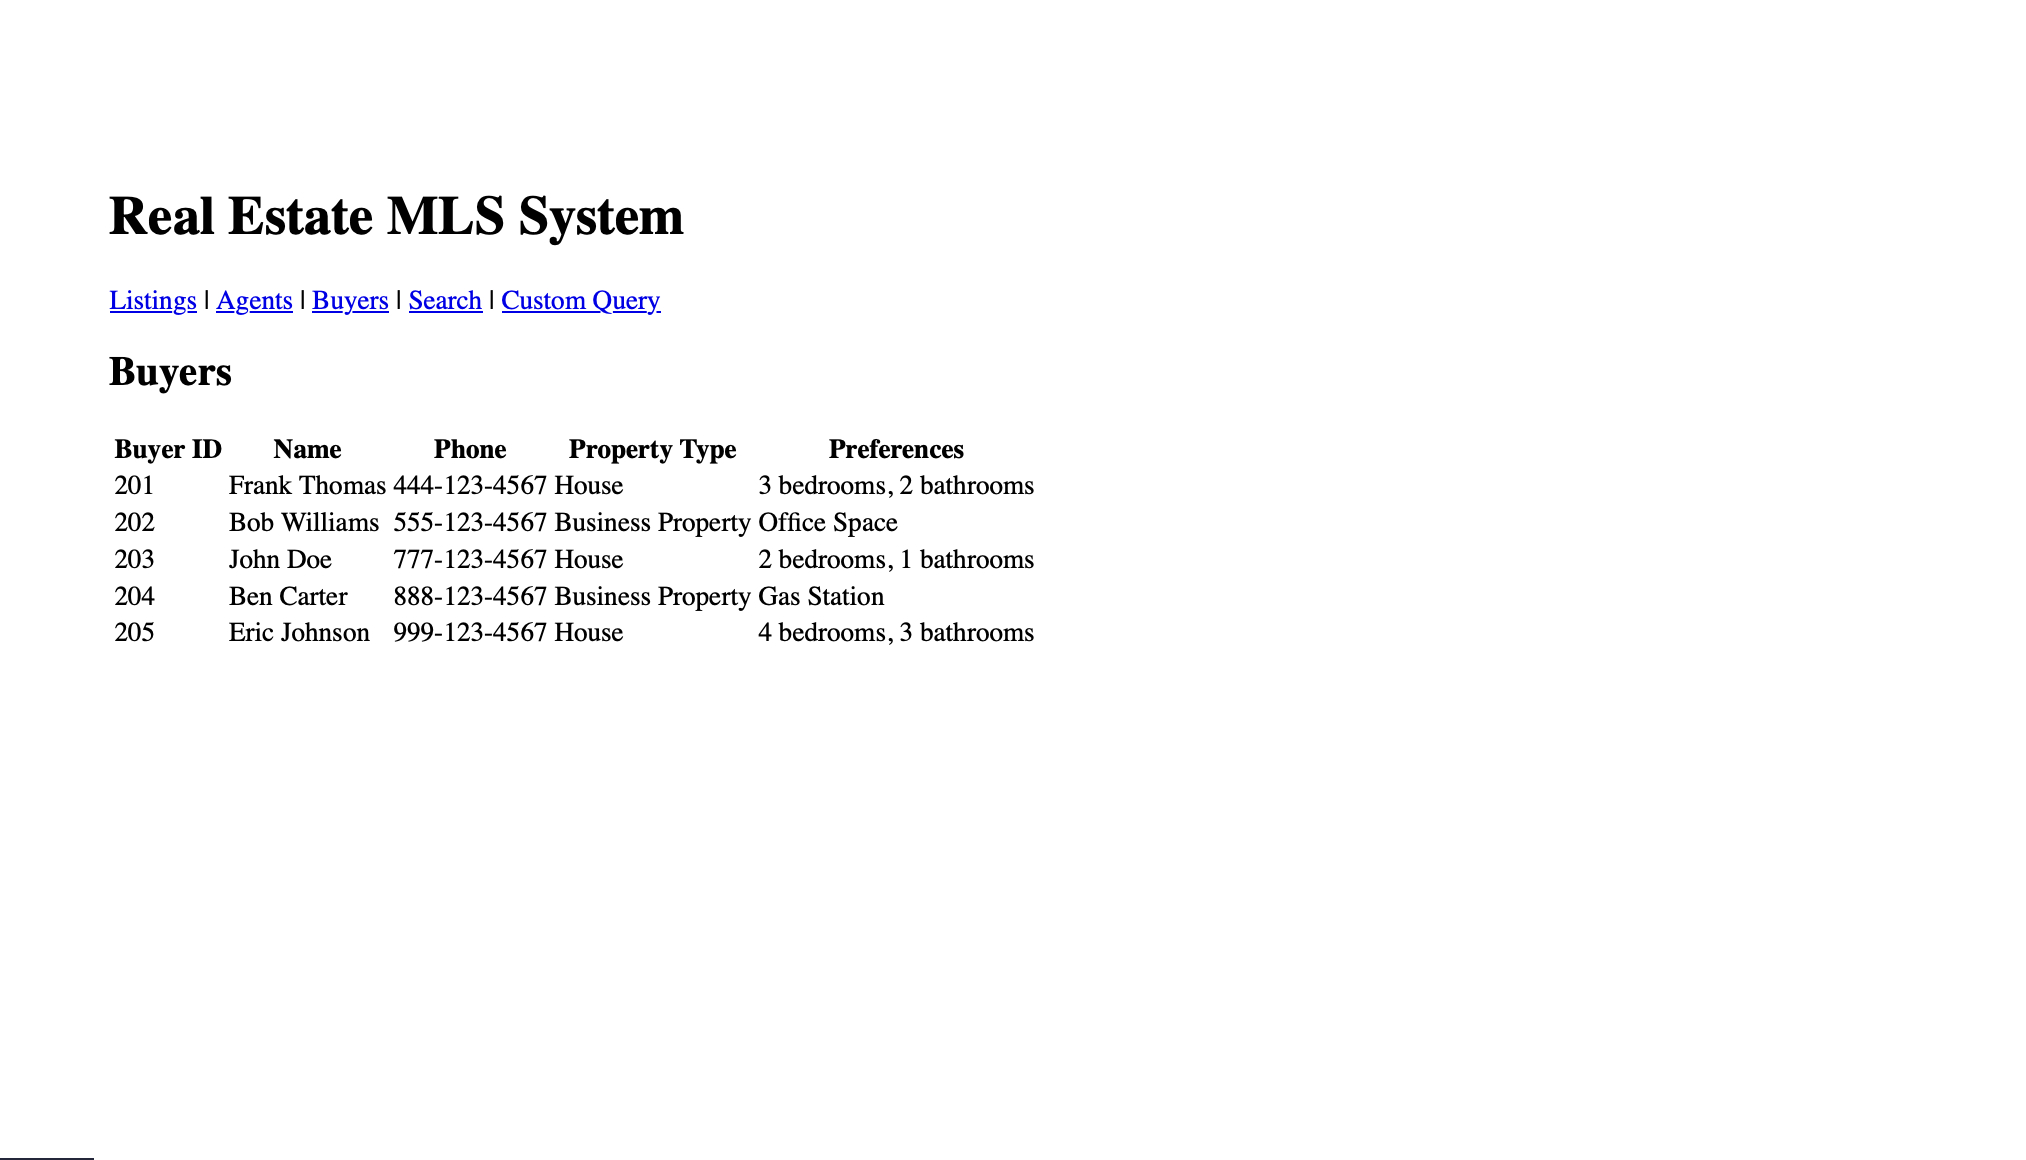 Real Estate MLS System
Listings | Agents | Buyers | Search | Custom Query
Buyers
Buyer ID Name Phone Property Type Preferences
201 Frank Thomas 444-123-4567 House 3 bedrooms, 2 bathrooms
202 Bob Williams 555-123-4567 Business Property Office Space
203 John Doe 777-123-4567 House 2 bedrooms, 1 bathrooms
204 Ben Carter 888-123-4567 Business Property Gas Station
205 Eric Johnson 999-123-4567 House 4 bedrooms, 3 bathrooms